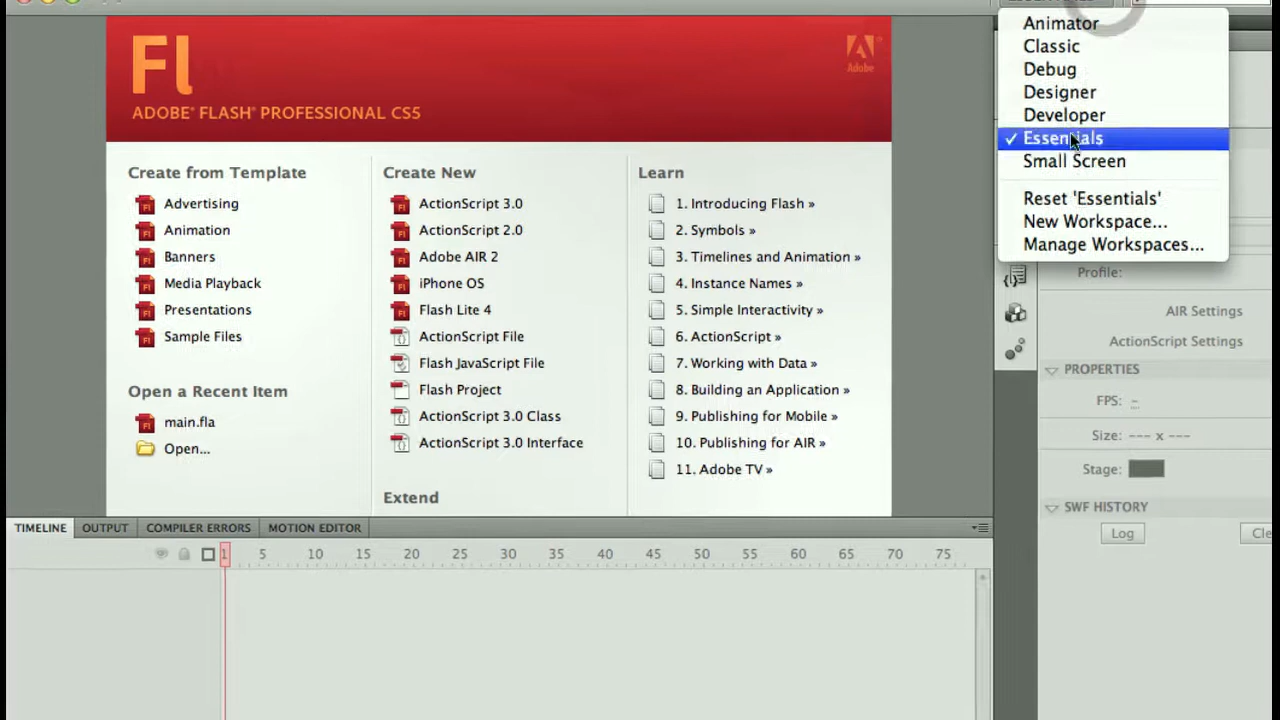 Fl
Adobe
ADOBE® FLASH® PROFESSIONAL CS5
Create from Template
Advertising
Animation
Banners
Media Playback
Presentations
Sample Files
Open a Recent Item
main.fla
Open...
Create New
ActionScript 3.0
ActionScript 2.0
Adobe AIR 2
iPhone OS
Flash Lite 4
ActionScript File
Flash JavaScript File
Flash Project
ActionScript 3.0 Class
ActionScript 3.0 Interface
Extend
Learn
1. Introducing Flash »
2. Symbols »
3. Timelines and Animation »
4. Instance Names »
5. Simple Interactivity »
6. ActionScript »
7. Working with Data »
8. Building an Application »
9. Publishing for Mobile »
10. Publishing for AIR »
11. Adobe TV »
Animator
Classic
Debug
Designer
Developer
✓ Essentials
Small Screen
Reset 'Essentials'
New Workspace...
Manage Workspaces...
Profile:
AIR Settings
ActionScript Settings
PROPERTIES
FPS: –
Size: --- x ---
Stage:
SWF HISTORY
Log
TIMELINE OUTPUT COMPILER ERRORS MOTION EDITOR
1 5 10 15 20 25 30 35 40 45 50 55 60 65 70 75